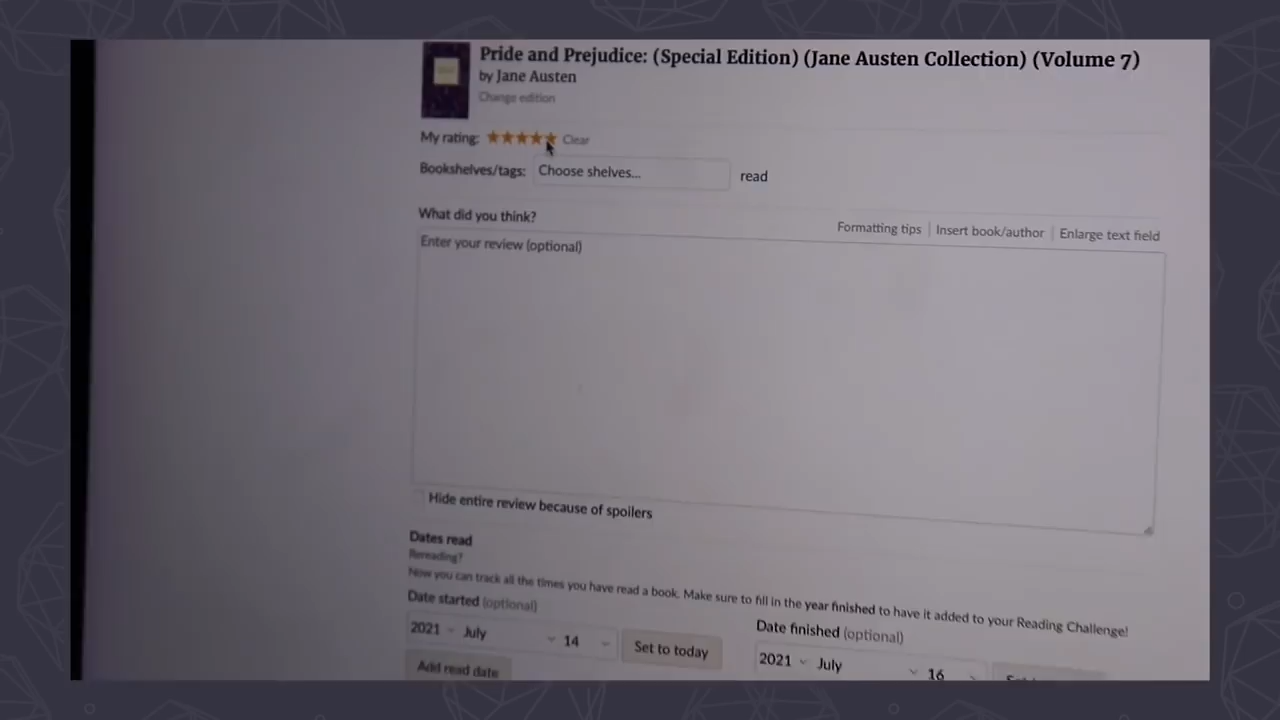 Pride and Prejudice: (Special Edition) (Jane Austen Collection) (Volume 7)
by Jane Austen
Change edition
My rating: Clear
Bookshelves/tags: Choose shelves... read
What did you think?
Formatting tips | Insert book/author | Enlarge text field
Enter your review (optional)
Hide entire review because of spoilers
Dates read
Rereading?
Now you can track all the times you have read a book. Make sure to fill in the year finished to have it added to your Reading Challenge!
Date started (optional)
Date finished (optional)
2021 July 14 Set to today
2021 July 16
Add read date